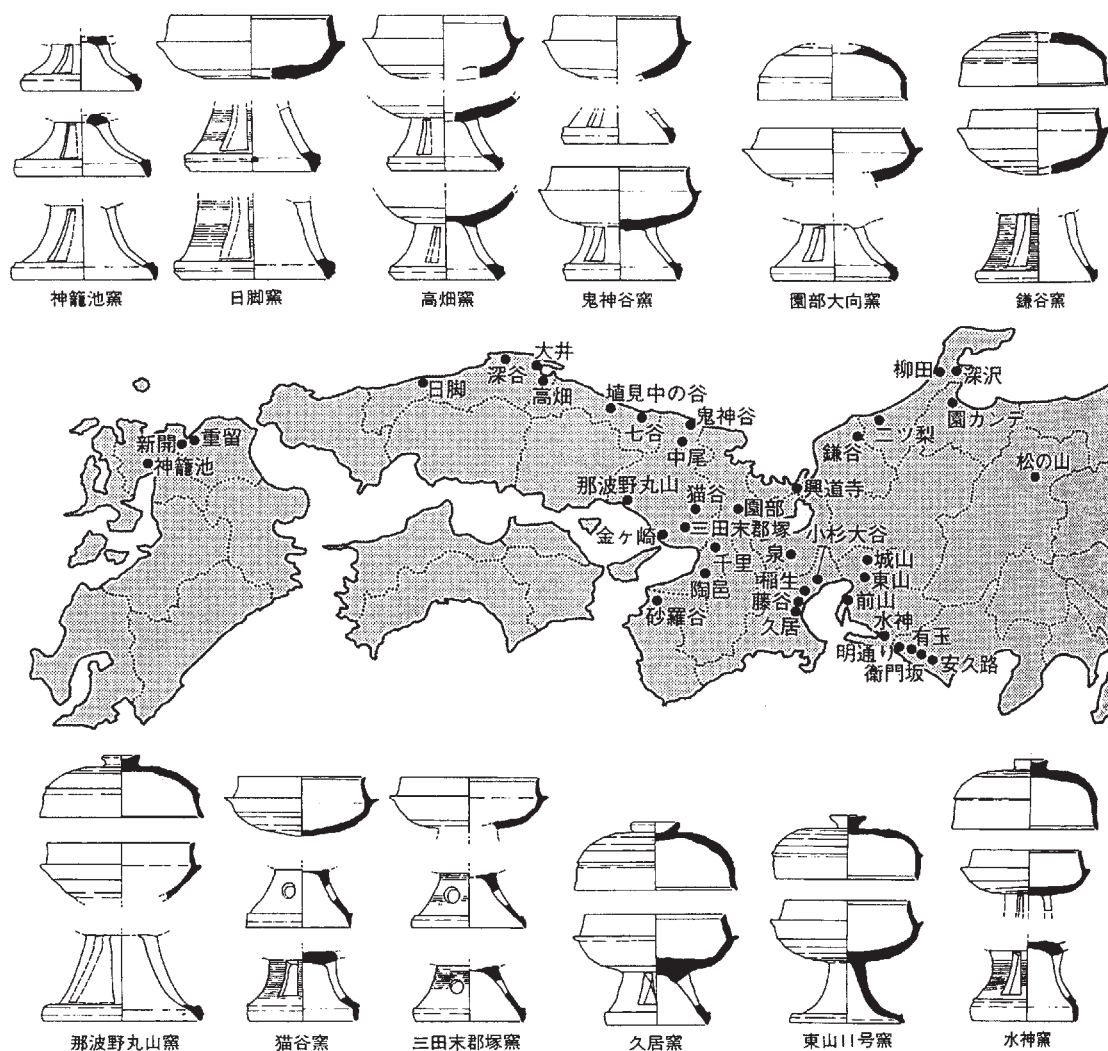 神籠池窯
日脚窯
高畑窯
鬼神谷窯
園部大向窯
鎌谷窯
大井
深谷
日脚
高畑
埴見中の谷
鬼神谷
七谷
中尾
柳田
深沢
園カンデ
二ツ梨
鎌谷
松の山
新開
重留
神籠池
那波野丸山
猫谷
興道寺
園部
金ヶ崎
三田末郡塚
小杉大谷
千里
泉
城山
陶邑
稲生
東山
砂羅谷
藤谷
前山
久居
水神
有玉
明通り
衛門坂
安久路
那波野丸山窯
猫谷窯
三田末郡塚窯
久居窯
東山11号窯
水神窯